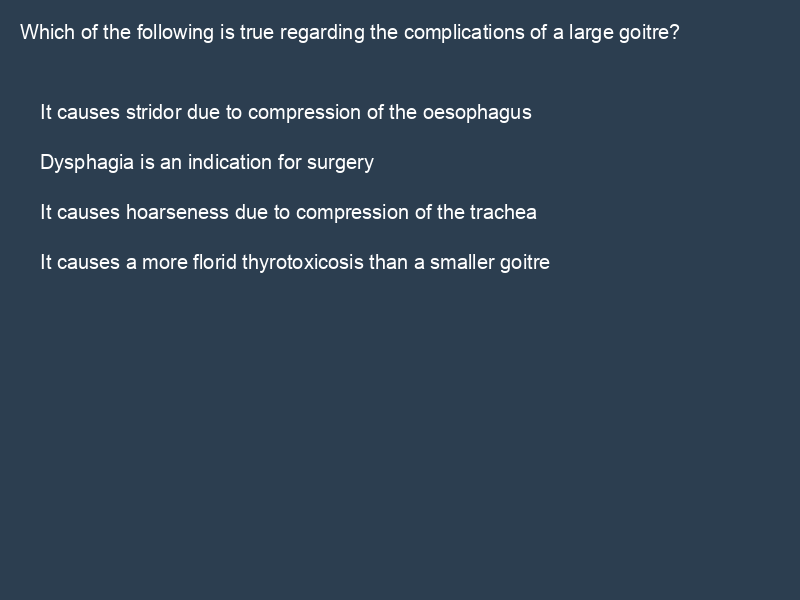 Which of the following is true regarding the complications of a large goitre?
It causes stridor due to compression of the oesophagus
Dysphagia is an indication for surgery
It causes hoarseness due to compression of the trachea
It causes a more florid thyrotoxicosis than a smaller goitre